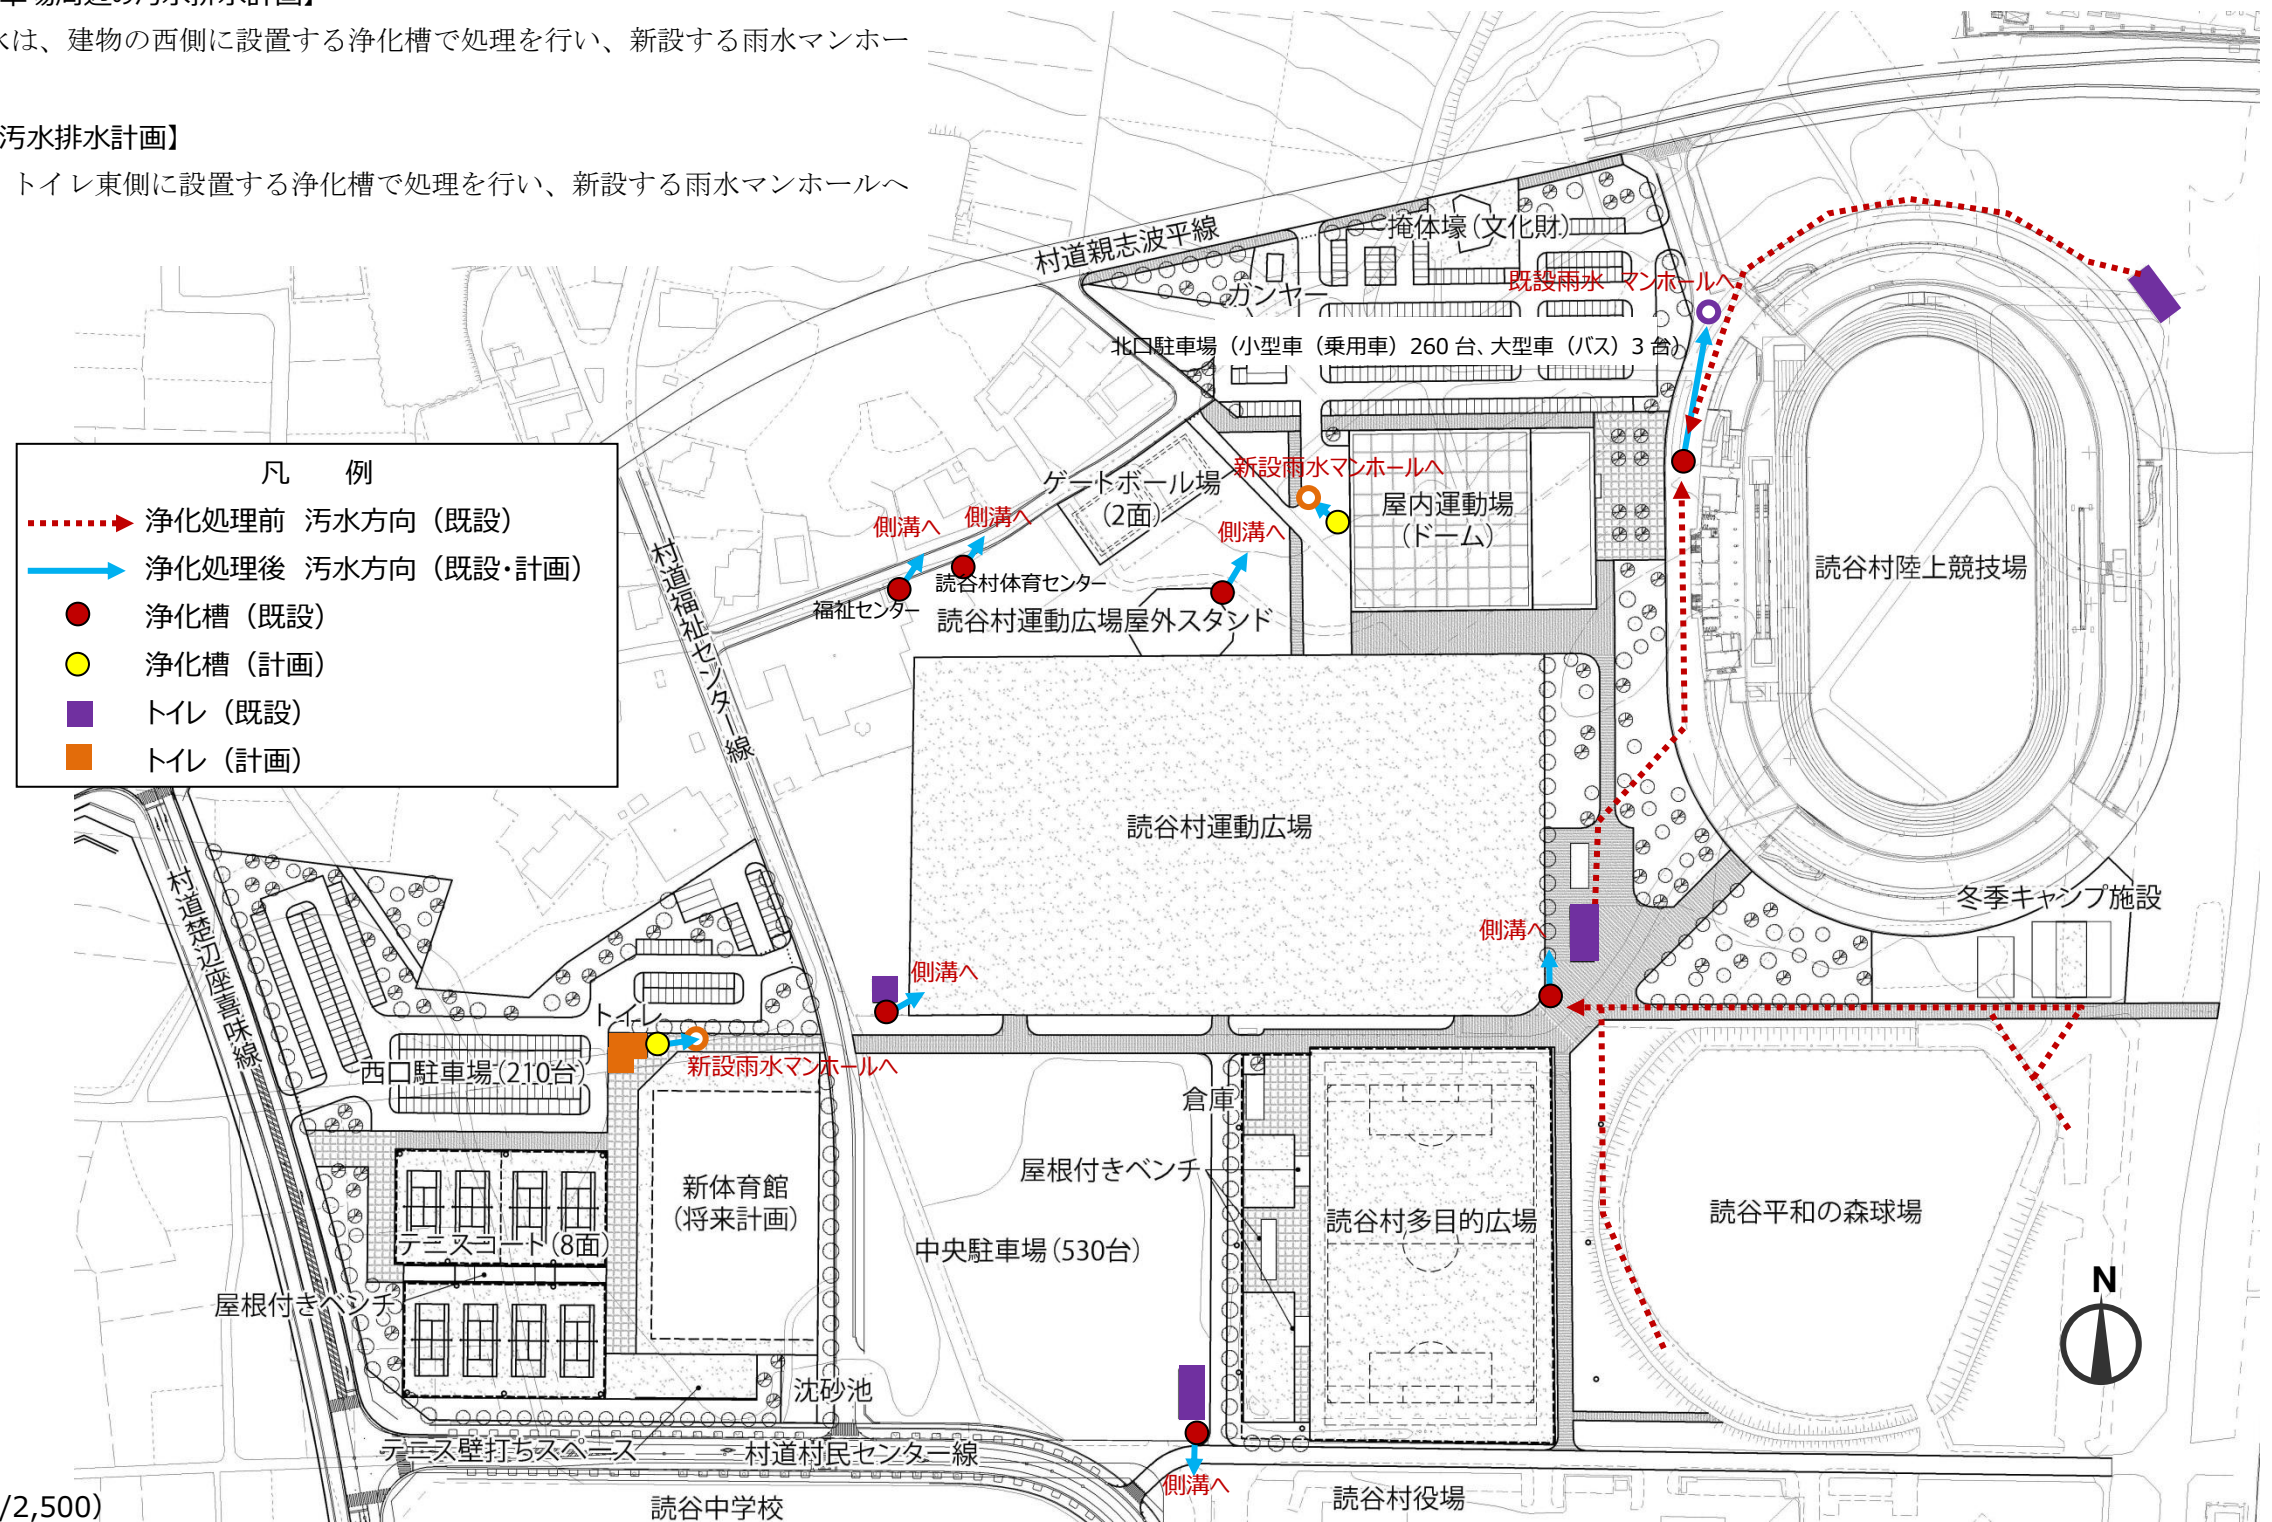 水は、建物の西側に設置する浄化槽で処理を行い、新設する雨水マンホー
汚水排水計画】
トイレ東側に設置する浄化槽で処理を行い、新設する雨水マンホールへ
村道親志波平線
掩体壕(文化財)
ガンヤー
既設雨水 マンホールへ
北口駐車場（小型車（乗用車）260 台、大型車（バス）3 台）
凡 例
浄化処理前 汚水方向（既設）
浄化処理後 汚水方向（既設・計画）
浄化槽（既設）
浄化槽（計画）
トイレ（既設）
トイレ（計画）
ゲートボール場
(2面)
新設雨水マンホールへ
屋内運動場
(ドーム)
側溝へ
側溝へ
側溝へ
読谷村体育センター
福祉センター
読谷村運動広場屋外スタンド
読谷村陸上競技場
村道福祉センター線
読谷村運動広場
村道楚辺座喜味線
冬季キャンプ施設
側溝へ
側溝へ
トイレ
新設雨水マンホールへ
西口駐車場(210台)
倉庫
屋根付きベンチ
新体育館
(将来計画)
中央駐車場(530台)
読谷村多目的広場
読谷平和の森球場
テニスコート(8面)
屋根付きベンチ
N
沈砂池
テニス壁打ちスペース
村道村民センター線
側溝へ
読谷中学校
読谷村役場
/2,500）